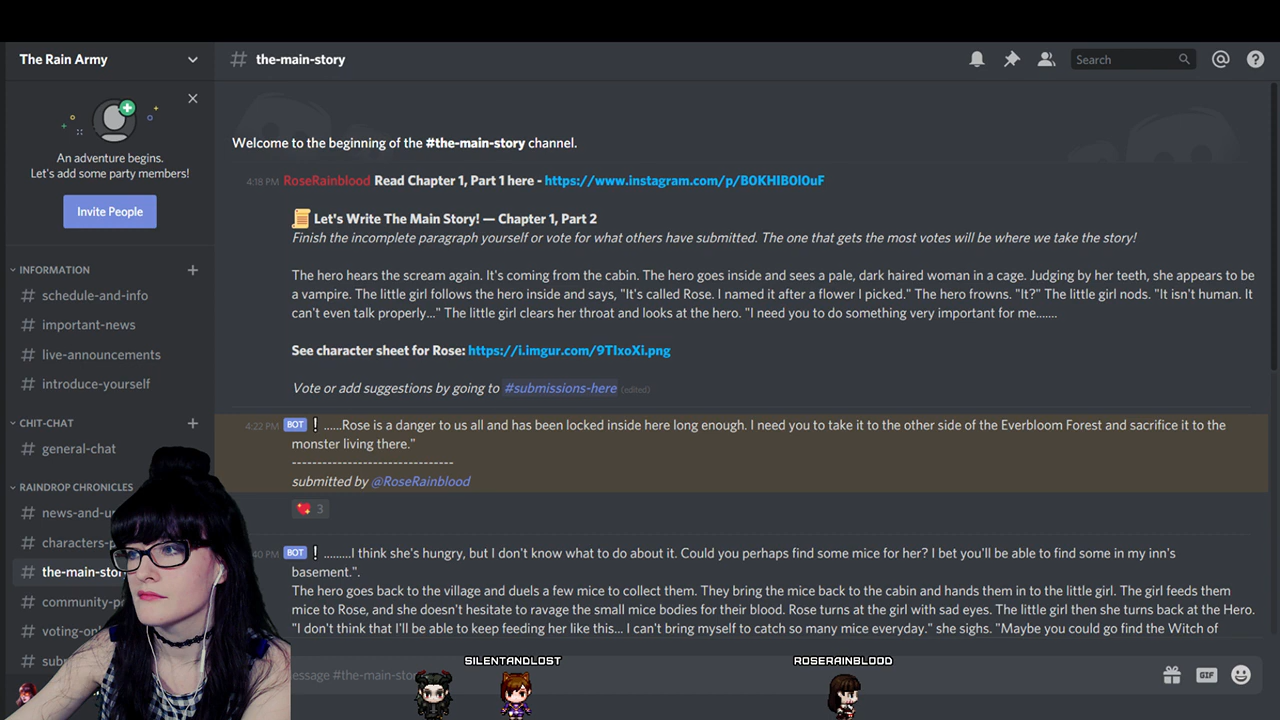 The Rain Army
# the-main-story
Search
An adventure begins.
Let's add some party members!
Invite People
INFORMATION
# schedule-and-info
# important-news
# live-announcements
# introduce-yourself
CHIT-CHAT
# general-chat
RAINDROP CHRONICLES
# news-and-
# characters-
# the-main-stor
# community-
# voting-on
# sub
Welcome to the beginning of the #the-main-story channel.
4:18 PM RoseRainblood Read Chapter 1, Part 1 here - https://www.instagram.com/p/B0KHIBOl0uF
Let's Write The Main Story! — Chapter 1, Part 2
Finish the incomplete paragraph yourself or vote for what others have submitted. The one that gets the most votes will be where we take the story!
The hero hears the scream again. It's coming from the cabin. The hero goes inside and sees a pale, dark haired woman in a cage. Judging by her teeth, she appears to be
a vampire. The little girl follows the hero inside and says, "It's called Rose. I named it after a flower I picked." The hero frowns. "It?" The little girl nods. "It isn't human. It
can't even talk properly..." The little girl clears her throat and looks at the hero. "I need you to do something very important for me.......
See character sheet for Rose: https://i.imgur.com/9TIxoXi.png
Vote or add suggestions by going to #submissions-here (edited)
4:22 PM BOT ! ......Rose is a danger to us all and has been locked inside here long enough. I need you to take it to the other side of the Everbloom Forest and sacrifice it to the
monster living there."
--------------------------------
submitted by @RoseRainblood
3
40 PM BOT ! .........I think she's hungry, but I don't know what to do about it. Could you perhaps find some mice for her? I bet you'll be able to find some in my inn's
basement.".
The hero goes back to the village and duels a few mice to collect them. They bring the mice back to the cabin and hands them in to the little girl. The girl feeds them
mice to Rose, and she doesn't hesitate to ravage the small mice bodies for their blood. Rose turns at the girl with sad eyes. The little girl then she turns back at the Hero.
"I don't think that I'll be able to keep feeding her like this... I can't bring myself to catch so many mice everyday." she sighs. "Maybe you could go find the Witch of
essage #the-main-sto
GIF
SILENTANDLOST
ROSERAINBLOOD